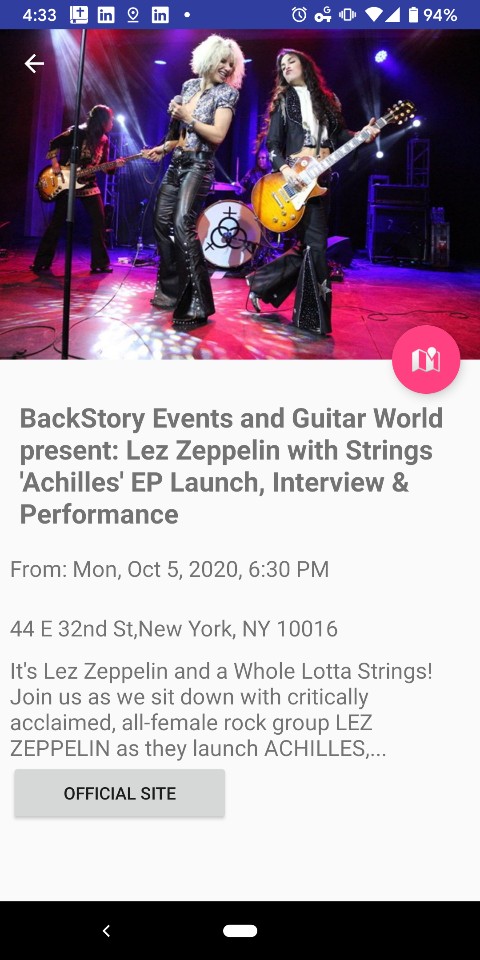 4:33
94%
BackStory Events and Guitar World
present: Lez Zeppelin with Strings
'Achilles' EP Launch, Interview &
Performance
From: Mon, Oct 5, 2020, 6:30 PM
44 E 32nd St,New York, NY 10016
It's Lez Zeppelin and a Whole Lotta Strings!
Join us as we sit down with critically
acclaimed, all-female rock group LEZ
ZEPPELIN as they launch ACHILLES,...
OFFICIAL SITE